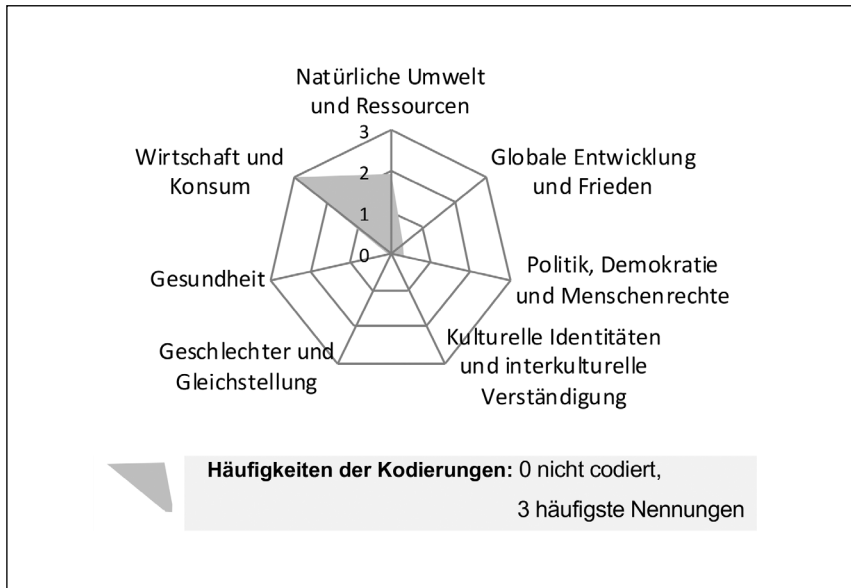 Natürliche Umwelt
und Ressourcen
3
2
1
0
Globale Entwicklung
und Frieden
Politik, Demokratie
und Menschenrechte
Kulturelle Identitäten
und interkulturelle
Verständigung
Geschlechter und
Gleichstellung
Gesundheit
Wirtschaft und
Konsum
Häufigkeiten der Kodierungen: 0 nicht codiert,
3 häufigste Nennungen